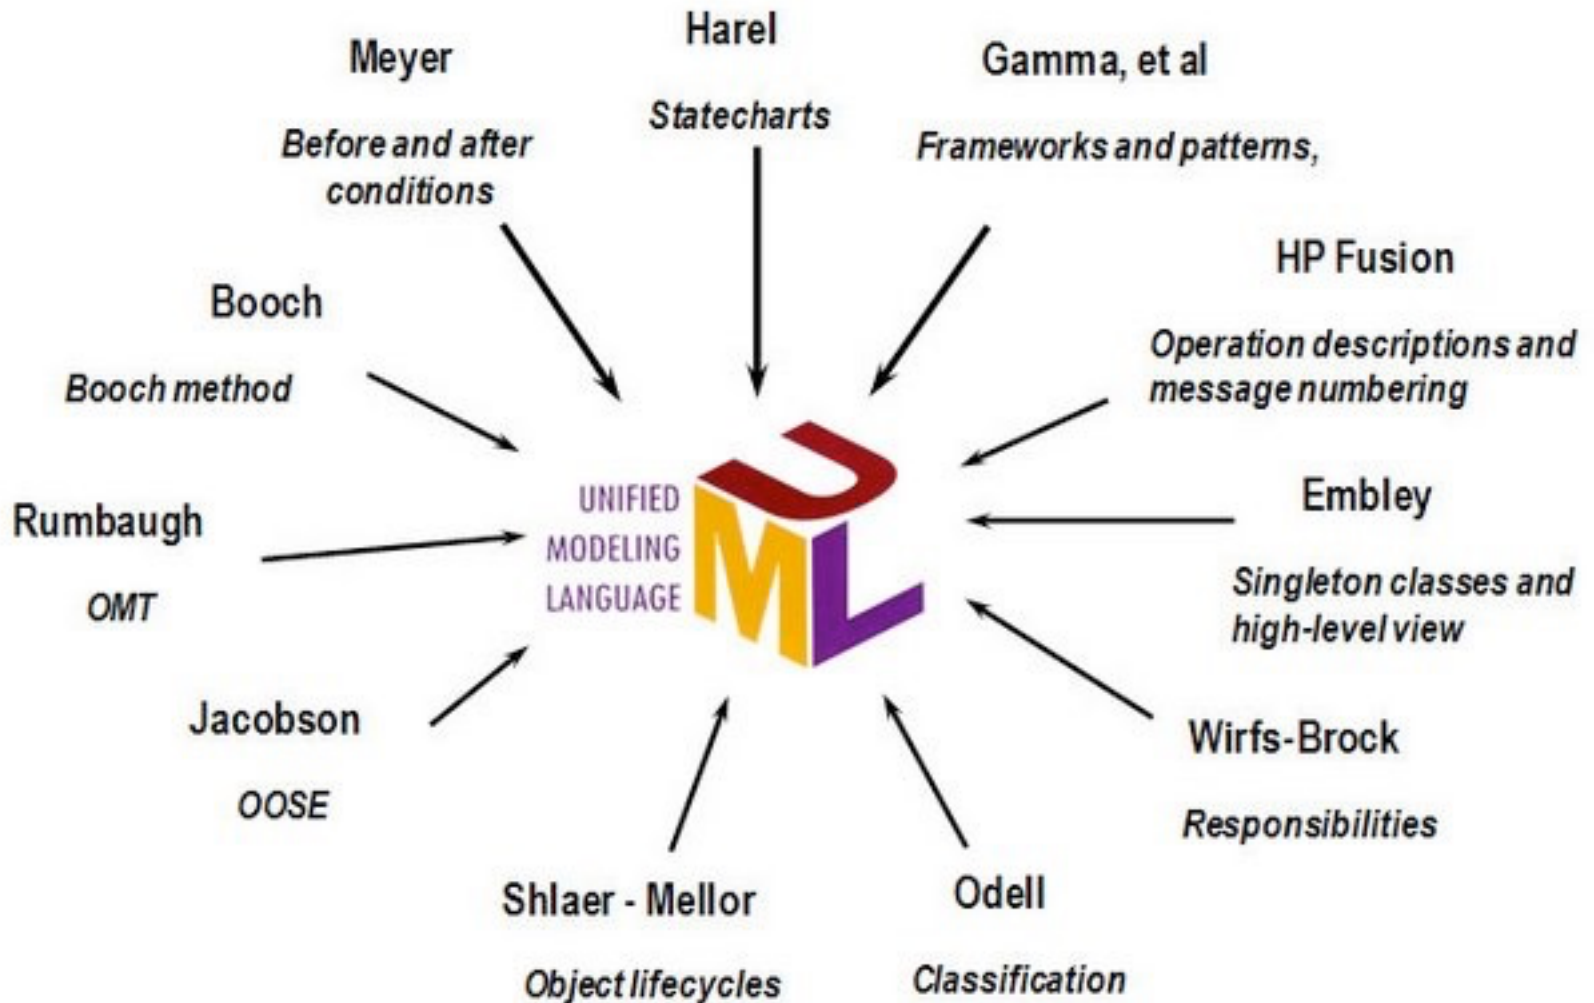 Harel
Statecharts
Meyer
Before and after
conditions
Gamma, et al
Frameworks and patterns,
HP Fusion
Operation descriptions and
message numbering
Booch
Booch method
Embley
Singleton classes and
high-level view
Rumbaugh
OMT
UNIFIED
MODELING
LANGUAGE
UML
Jacobson
OOSE
Wirfs-Brock
Responsibilities
Shlaer - Mellor
Object lifecycles
Odell
Classification